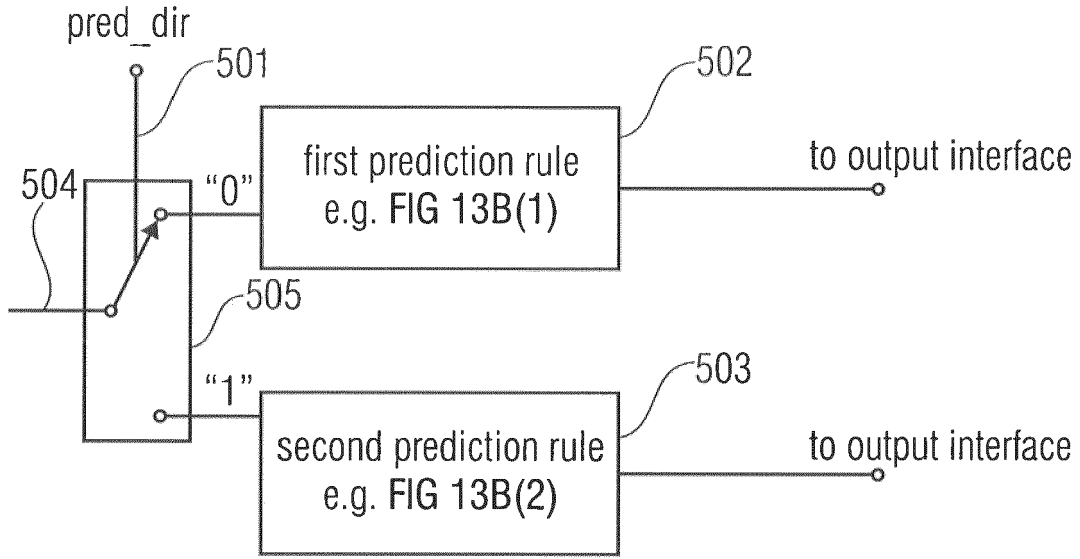 pred_dir
501
502
first prediction rule
e.g. FIG 13B(1)
to output interface
504
“0”
505
“1”
503
second prediction rule
e.g. FIG 13B(2)
to output interface